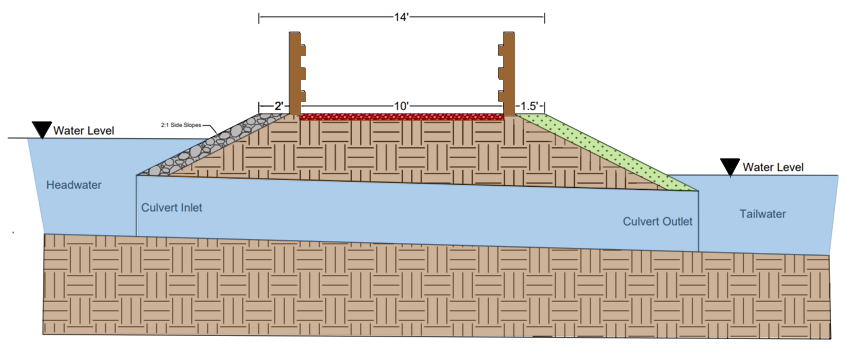 14'
2'
10'
1.5'
2:1 Side Slopes
Water Level
Water Level
Headwater
Culvert Inlet
Culvert Outlet
Tailwater